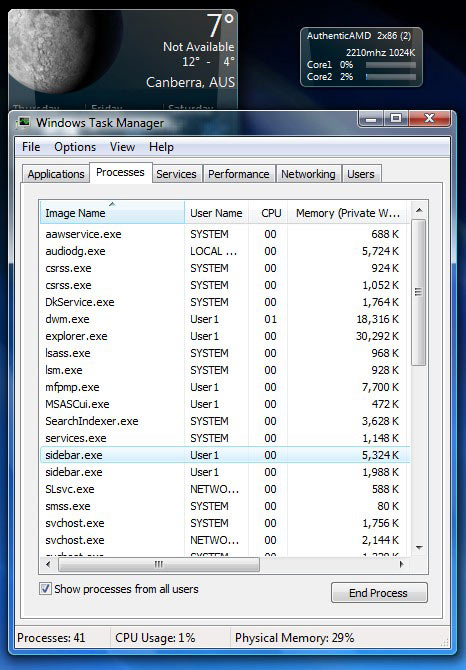 7°
Not Available
12° - 4°
Canberra, AUS
Thursday Friday Saturday
AuthenticAMD 2x86 (2)
2210mhz 1024K
Core1 0%
Core2 2%
Windows Task Manager
File Options View Help
Applications Processes Services Performance Networking Users
Image Name User Name CPU Memory (Private W...
aawservice.exe SYSTEM 00 688 K
audiodg.exe LOCAL ... 00 5,724 K
csrss.exe SYSTEM 00 924 K
csrss.exe SYSTEM 00 1,052 K
DkService.exe SYSTEM 00 1,764 K
dwm.exe User1 01 18,316 K
explorer.exe User1 00 30,292 K
lsass.exe SYSTEM 00 968 K
lsm.exe SYSTEM 00 928 K
mfpmp.exe User1 00 7,700 K
MSASCui.exe User1 00 472 K
SearchIndexer.exe SYSTEM 00 3,628 K
services.exe SYSTEM 00 1,148 K
sidebar.exe User1 00 5,324 K
sidebar.exe User1 00 1,988 K
SLsvc.exe NETWO... 00 588 K
smss.exe SYSTEM 00 80 K
svchost.exe SYSTEM 00 1,756 K
svchost.exe NETWO... 00 2,144 K
svchost.exe SYSTEM 00
Show processes from all users
End Process
Processes: 41 CPU Usage: 1% Physical Memory: 29%